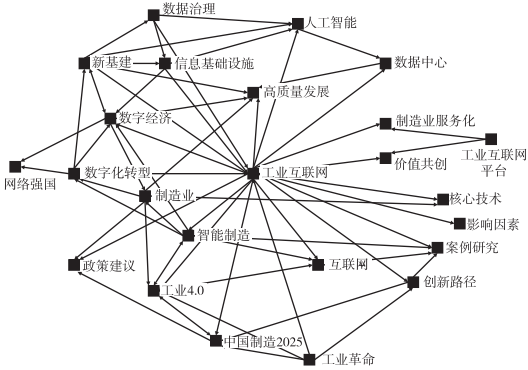 数据治理
人工智能
新基建
信息基础设施
数据中心
高质量发展
数字经济
制造业服务化
价值共创
工业互联网
平台
网络强国
数字化转型
工业互联网
制造业
核心技术
影响因素
智能制造
案例研究
政策建议
互联网
工业4.0
创新路径
中国制造2025
工业革命